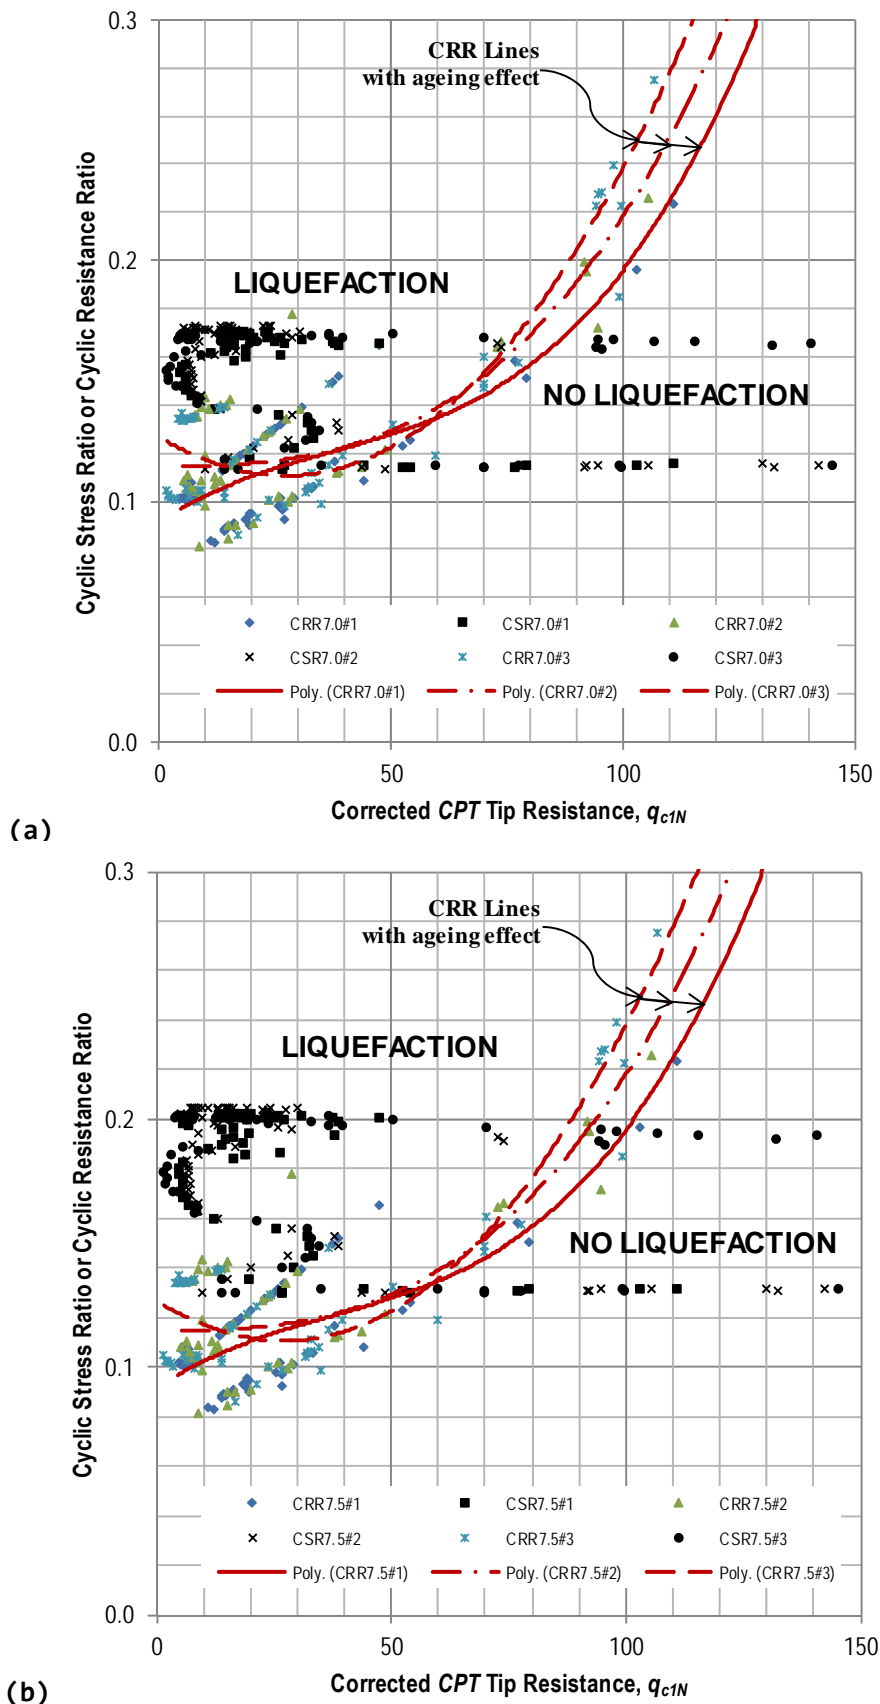 0.3
CRR Lines
with ageing effect
Cyclic Stress Ratio or Cyclic Resistance Ratio
0.2
LIQUEFACTION
NO LIQUEFACTION
0.1
CRR7.0#1 CSR7.0#1 CRR7.0#2
CSR7.0#2 CRR7.0#3 CSR7.0#3
Poly. (CRR7.0#1) Poly. (CRR7.0#2) Poly. (CRR7.0#3)
0.0
0 50 100 150
Corrected CPT Tip Resistance, qc1N
(a)
0.3
CRR Lines
with ageing effect
Cyclic Stress Ratio or Cyclic Resistance Ratio
LIQUEFACTION
0.2
NO LIQUEFACTION
0.1
CRR7.5#1 CSR7.5#1 CRR7.5#2
CSR7.5#2 CRR7.5#3 CSR7.5#3
Poly. (CRR7.5#1) Poly. (CRR7.5#2) Poly. (CRR7.5#3)
0.0
0 50 100 150
Corrected CPT Tip Resistance, qc1N
(b)